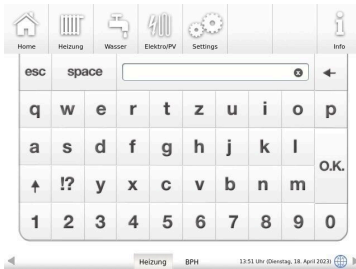 Home Heizung Wasser Elektro/PV Settings Info
esc space
q w e r t z u i o p
a s d f g h j k l
!? y x c v b n m O.K.
1 2 3 4 5 6 7 8 9 0
Heizung BPH 13:51 Uhr (Dienstag, 18. April 2023)